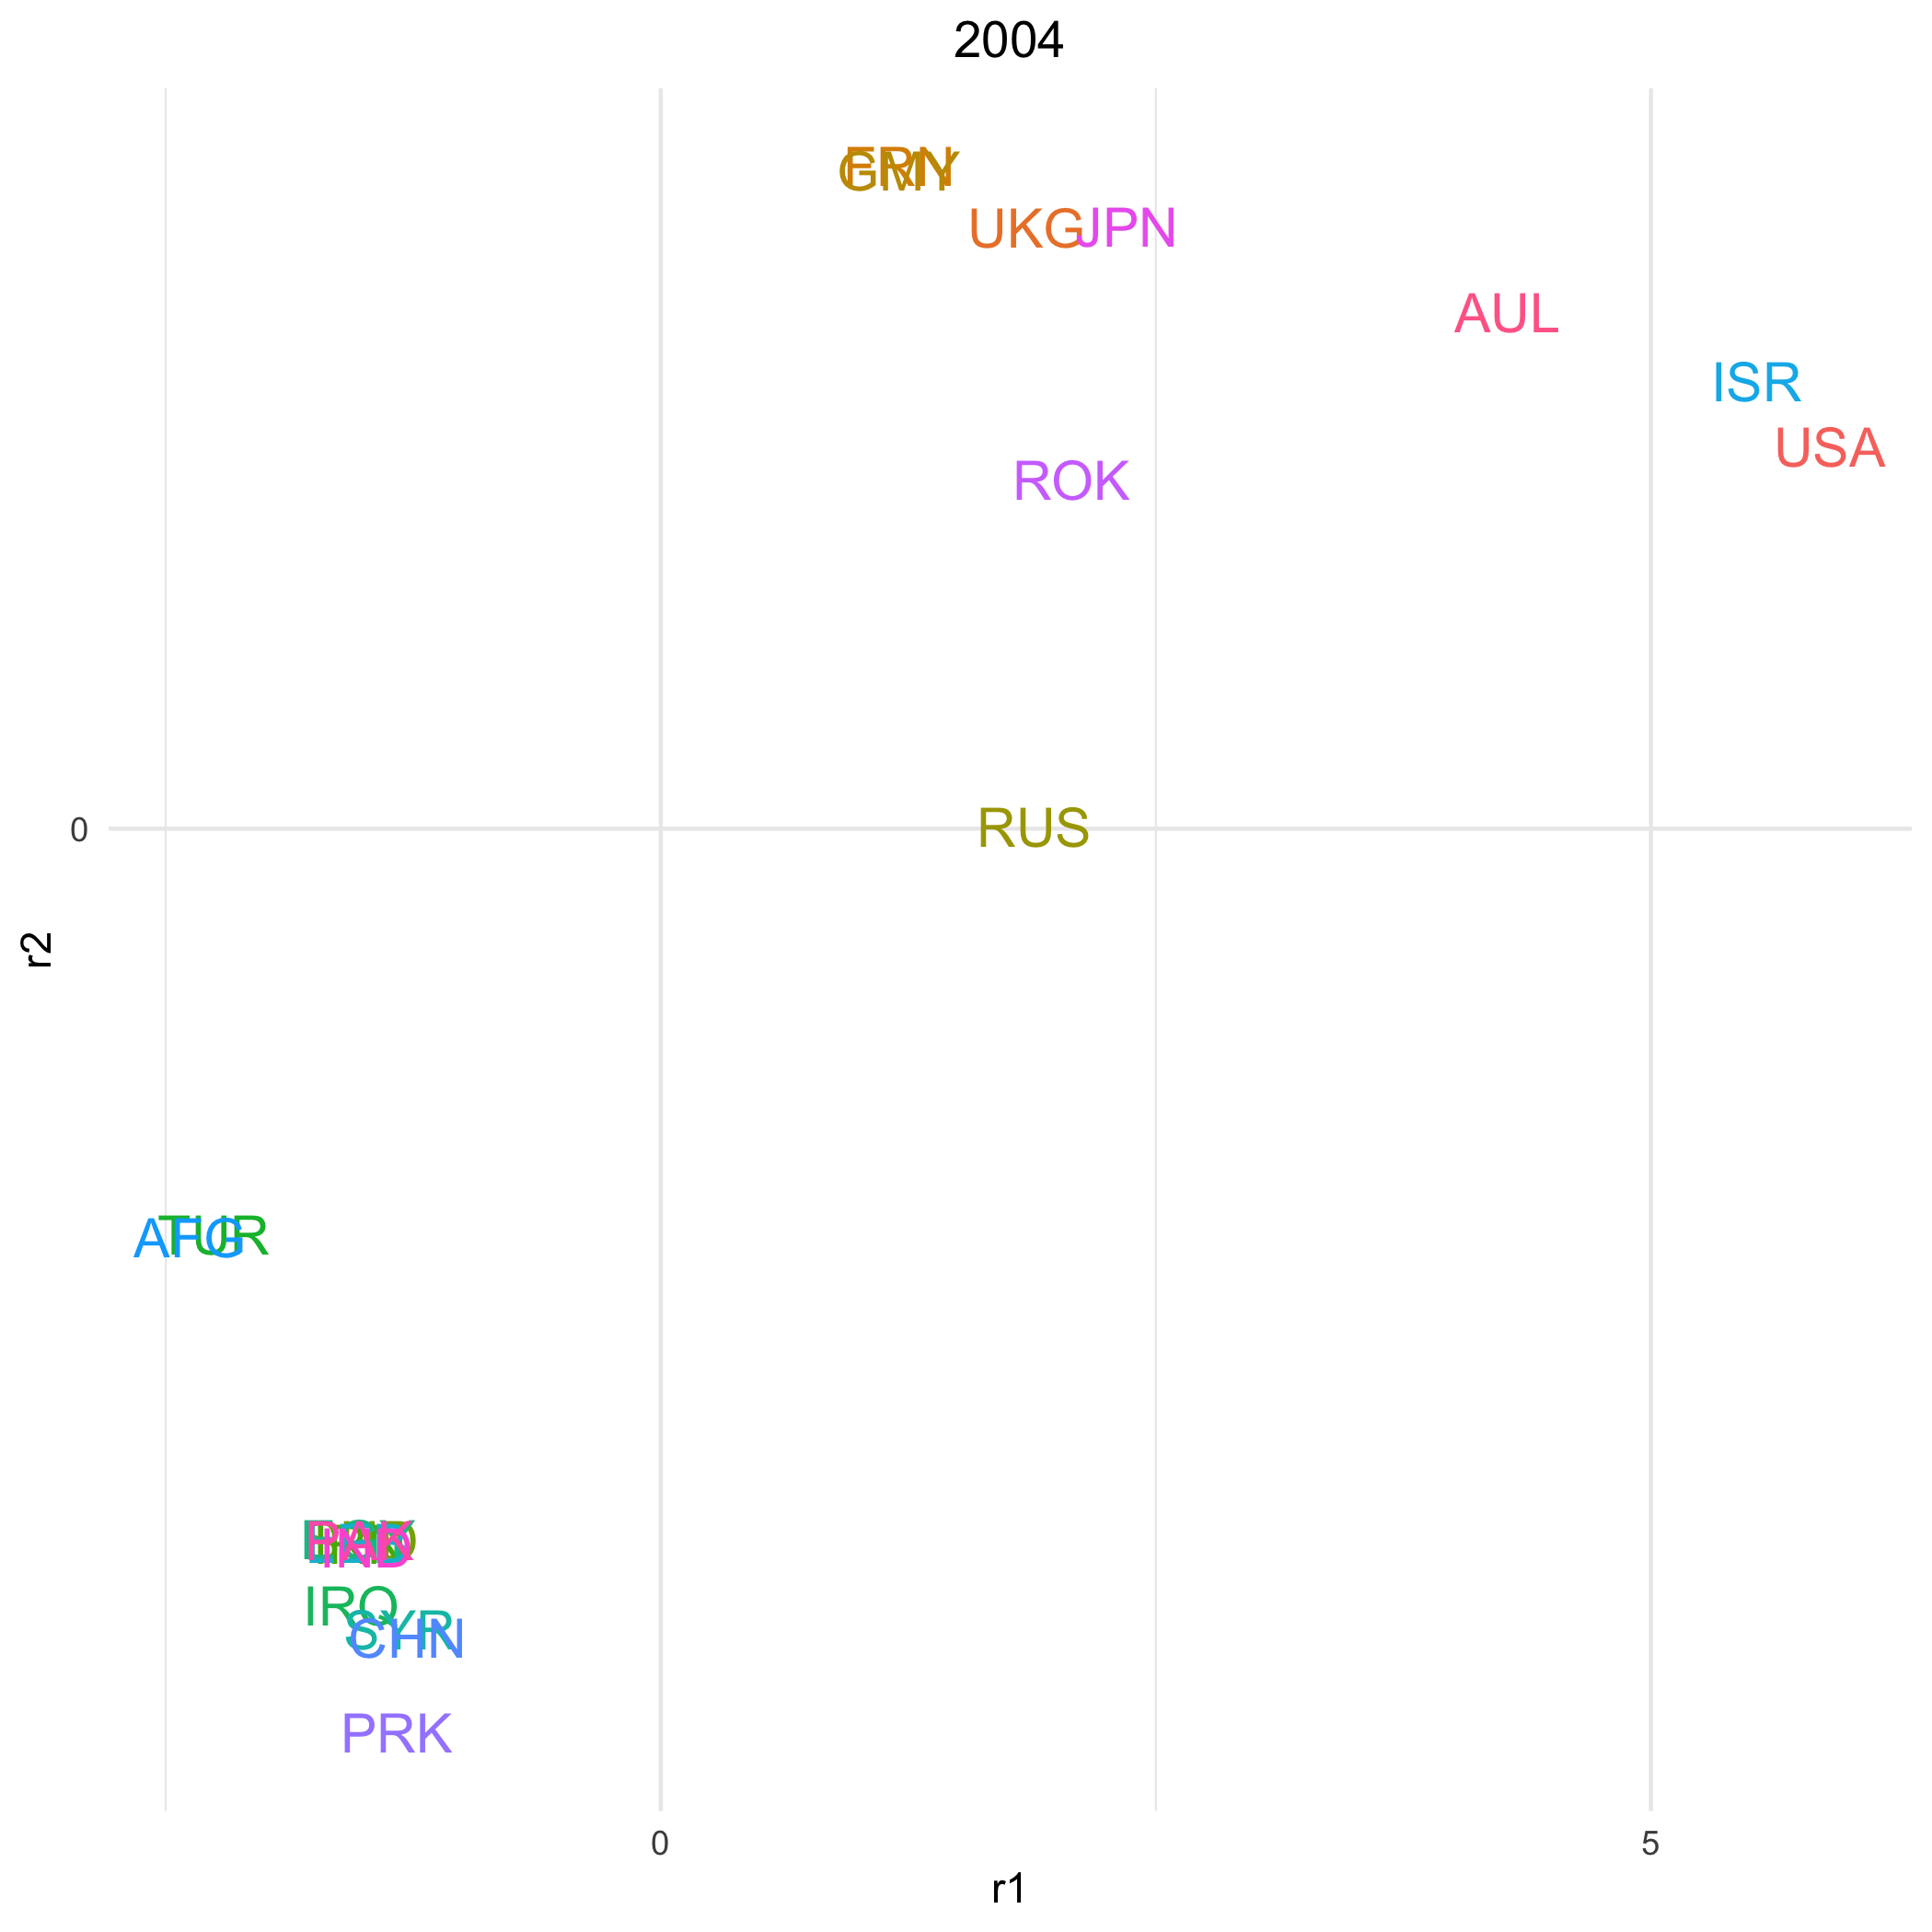 2004
FRN
GMY
UKG
JPN
AUL
ISR
USA
ROK
0
RUS
r2
AFG
TUR
PAK
IND
IRQ
SYR
CHN
PRK
0
5
r1